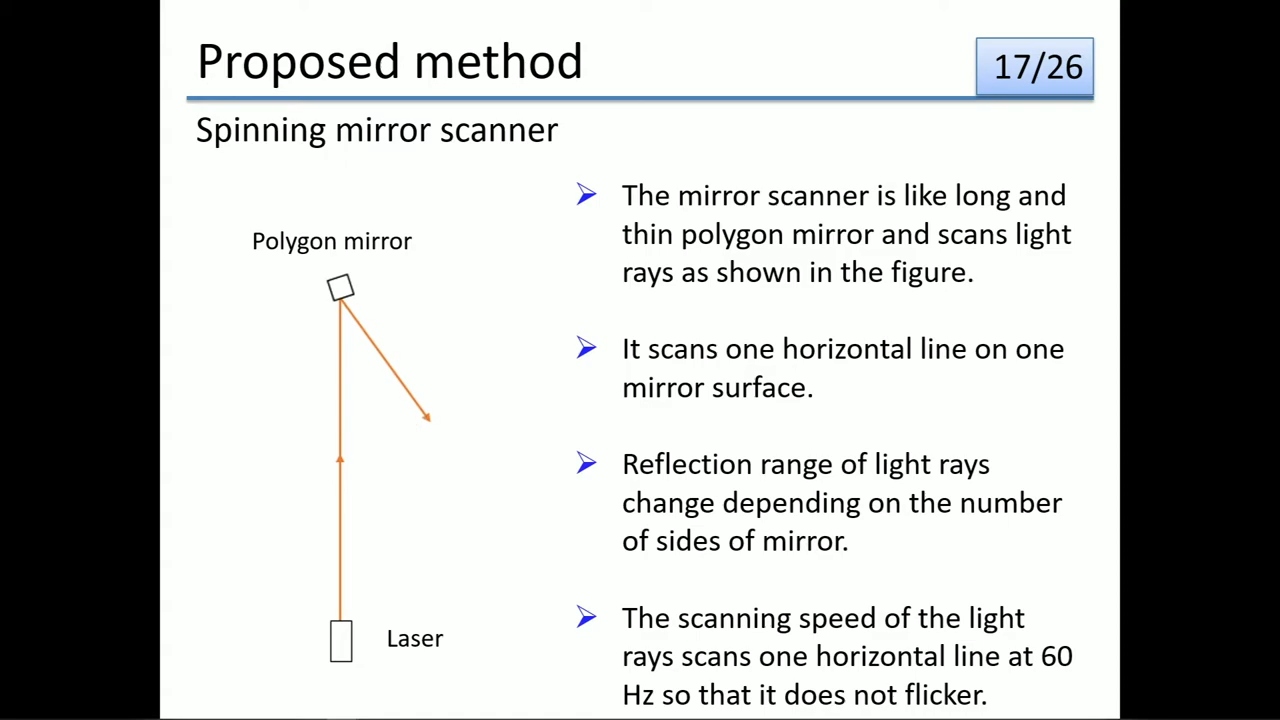 Proposed method
17/26
Spinning mirror scanner
Polygon mirror
Laser
The mirror scanner is like long and
thin polygon mirror and scans light
rays as shown in the figure.
It scans one horizontal line on one
mirror surface.
Reflection range of light rays
change depending on the number
of sides of mirror.
The scanning speed of the light
rays scans one horizontal line at 60
Hz so that it does not flicker.